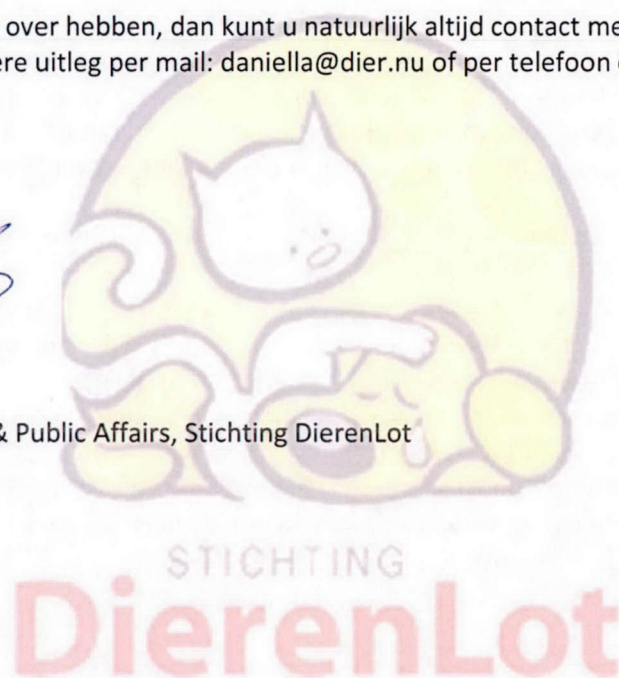 over hebben, dan kunt u natuurlijk altijd contact me
ere uitleg per mail: daniella@dier.nu of per telefoon
& Public Affairs, Stichting DierenLot
STICHTING
DierenLot